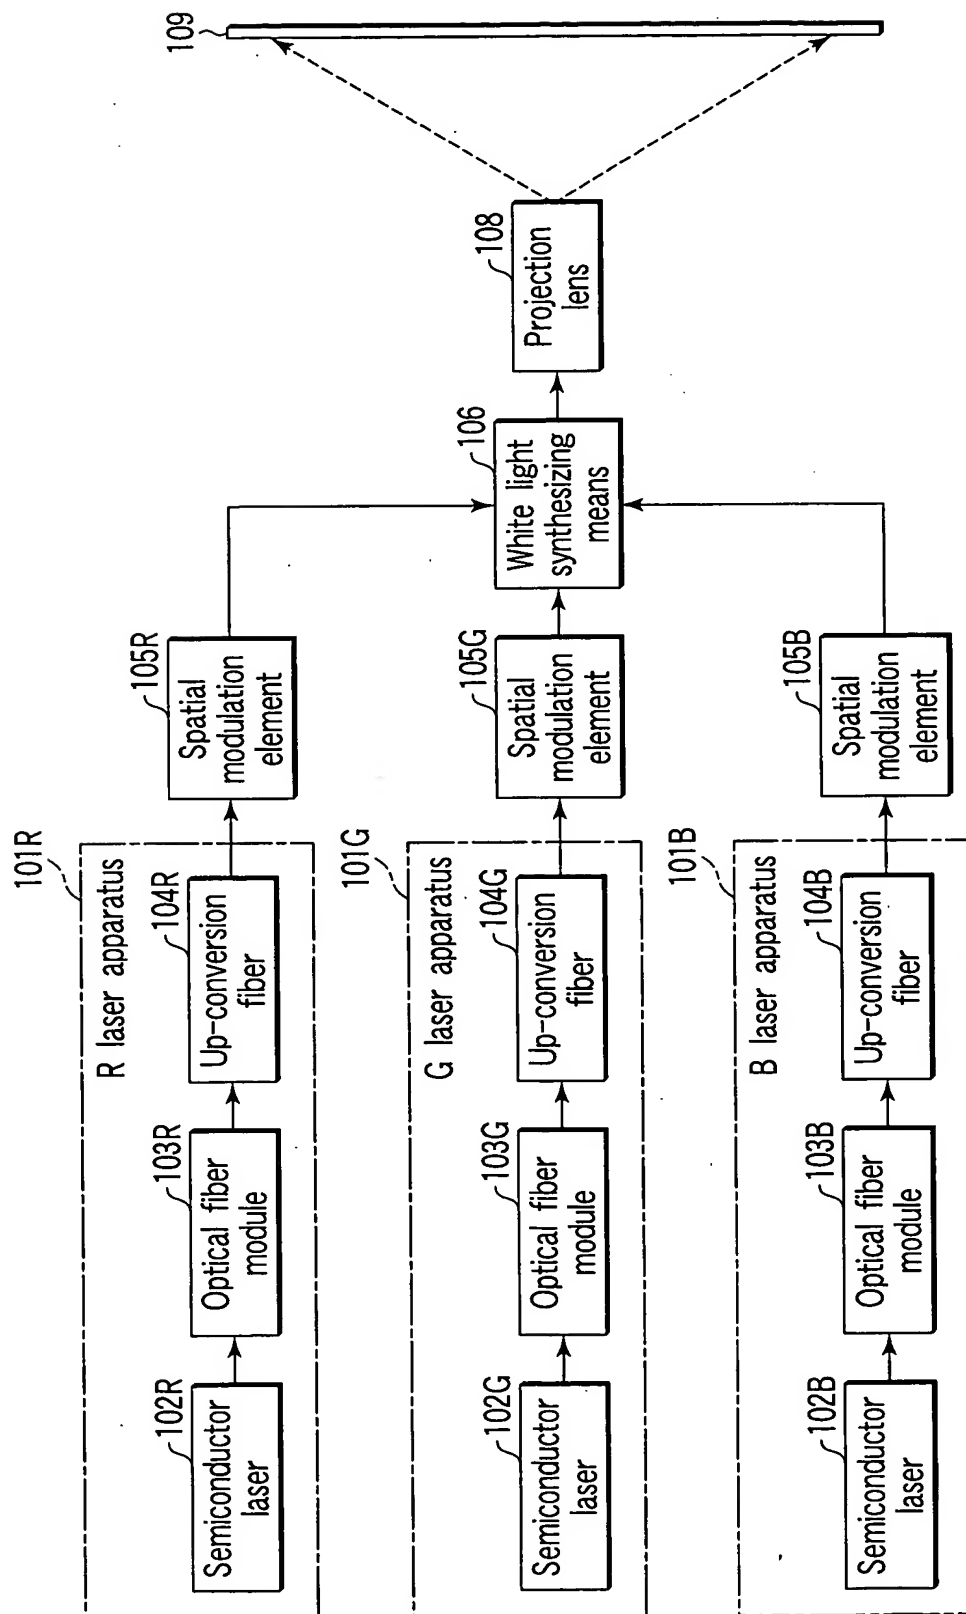 101R
R laser apparatus
102R
Semiconductor
laser
103R
Optical fiber
module
104R
Up-conversion
fiber
105R
Spatial
modulation
element
101G
G laser apparatus
102G
Semiconductor
laser
103G
Optical fiber
module
104G
Up-conversion
fiber
105G
Spatial
modulation
element
106
White light
synthesizing
means
108
Projection
lens
109
101B
B laser apparatus
102B
Semiconductor
laser
103B
Optical fiber
module
104B
Up-conversion
fiber
105B
Spatial
modulation
element